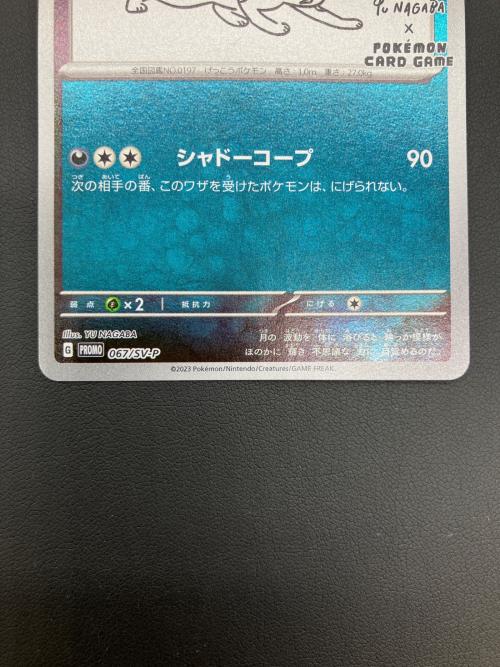 YU NAGABA
×
POKÉMON
CARD GAME
全国図鑑NO.0197 げっこうポケモン 高さ:1.0m 重さ:27.0kg
シャドーコープ 90
次の相手の番、このワザを受けたポケモンは、にげられない。
弱点 ×2 抵抗力 にげる
Illus. YU NAGABA
月の 波動を 体に 浴びると 輪っか模様が
G PROMO 067/SV-P
ほのかに 輝き 不思議な 力に 目覚めるのだ。
©2023 Pokémon/Nintendo/Creatures/GAME FREAK.